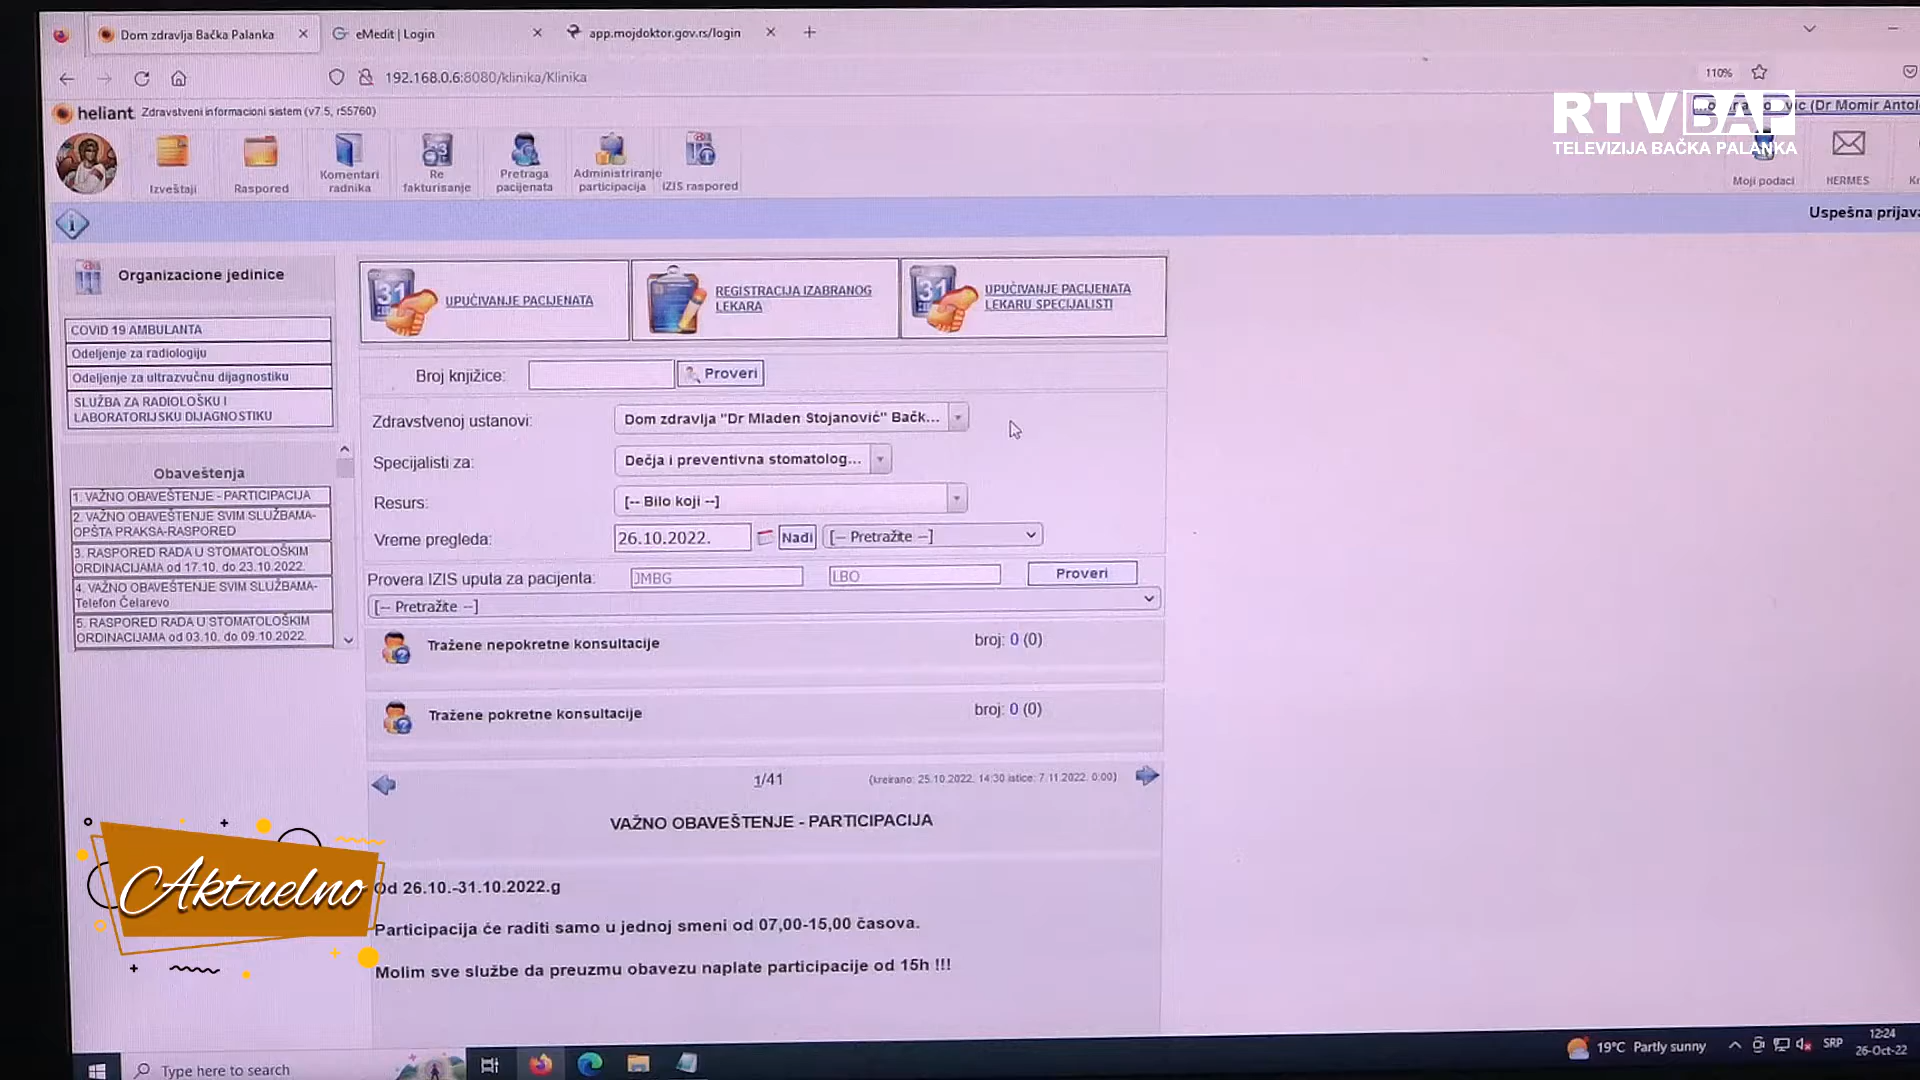 Dom zdravlja Bačka Palanka
eMedit | Login
app.mojdoktor.gov.rs/login
192.168.0.6:8080/klinika/Klinika
110%
heliant Zdravstveni informacioni sistem (v7.5, r55760)
(Dr Momir Antol
RTV BAP
TELEVIZIJA BAČKA PALANKA
Izveštaji
Raspored
Komentari radnika
Re fakturisanje
Pretraga pacijenata
Administriranje participacija
IZIS raspored
Moji podaci
HERMES
Uspešna prijava
Organizacione jedinice
COVID 19 AMBULANTA
Odeljenje za radiologiju
Odeljenje za ultrazvučnu dijagnostiku
SLUŽBA ZA RADIOLOŠKU I
LABORATORIJSKU DIJAGNOSTIKU
Obaveštenja
1. VAŽNO OBAVEŠTENJE - PARTICIPACIJA
2. VAŽNO OBAVEŠTENJE SVIM SLUŽBAMA-
OPŠTA PRAKSA-RASPORED
3. RASPORED RADA U STOMATOLOŠKIM
ORDINACIJAMA od 17.10. do 23.10.2022.
4. VAŽNO OBAVEŠTENJE SVIM SLUŽBAMA-
Telefon Čelarevo
5. RASPORED RADA U STOMATOLOŠKIM
ORDINACIJAMA od 03.10. do 09.10.2022.
31 UPUĆIVANJE PACIJENATA
REGISTRACIJA IZABRANOG
LEKARA
31 UPUĆIVANJE PACIJENATA
LEKARU SPECIJALISTI
Broj knjižice:
Proveri
Zdravstvenoj ustanovi:
Dom zdravlja "Dr Mladen Stojanović" Bačk...
Specijalisti za:
Dečja i preventivna stomatolog...
Resurs:
[-- Bilo koji --]
Vreme pregleda:
26.10.2022.
Nađi
[-- Pretražite --]
Provera IZIS uputa za pacijenta:
JMBG
LBO
Proveri
[-- Pretražite --]
Tražene nepokretne konsultacije
broj: 0 (0)
Tražene pokretne konsultacije
broj: 0 (0)
1/41
(kreirano: 25.10.2022. 14:30 istice: 7.11.2022. 0:00)
VAŽNO OBAVEŠTENJE - PARTICIPACIJA
Od 26.10.-31.10.2022.g
Participacija će raditi samo u jednoj smeni od 07,00-15,00 časova.
Molim sve službe da preuzmu obavezu naplate participacije od 15h !!!
Aktuelno
Type here to search
19°C Partly sunny
SRP
12:24
26-Oct-22